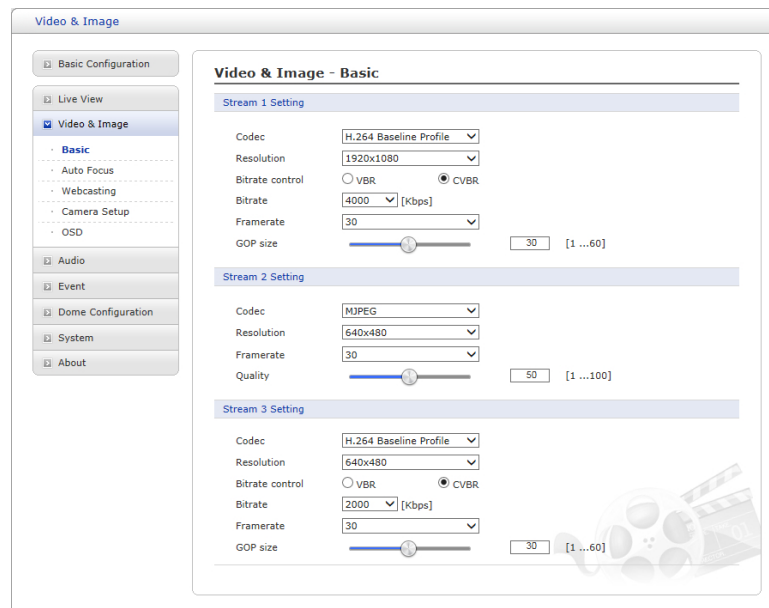 Video & Image
Basic Configuration
Live View
Video & Image
Basic
Auto Focus
Webcasting
Camera Setup
OSD
Audio
Event
Dome Configuration
System
About
Video & Image - Basic
Stream 1 Setting
Codec H.264 Baseline Profile
Resolution 1920x1080
Bitrate control VBR CVBR
Bitrate 4000 [Kbps]
Framerate 30
GOP size 30 [1 ...60]
Stream 2 Setting
Codec MJPEG
Resolution 640x480
Framerate 30
Quality 50 [1 ...100]
Stream 3 Setting
Codec H.264 Baseline Profile
Resolution 640x480
Bitrate control VBR CVBR
Bitrate 2000 [Kbps]
Framerate 30
GOP size 30 [1 ...60]